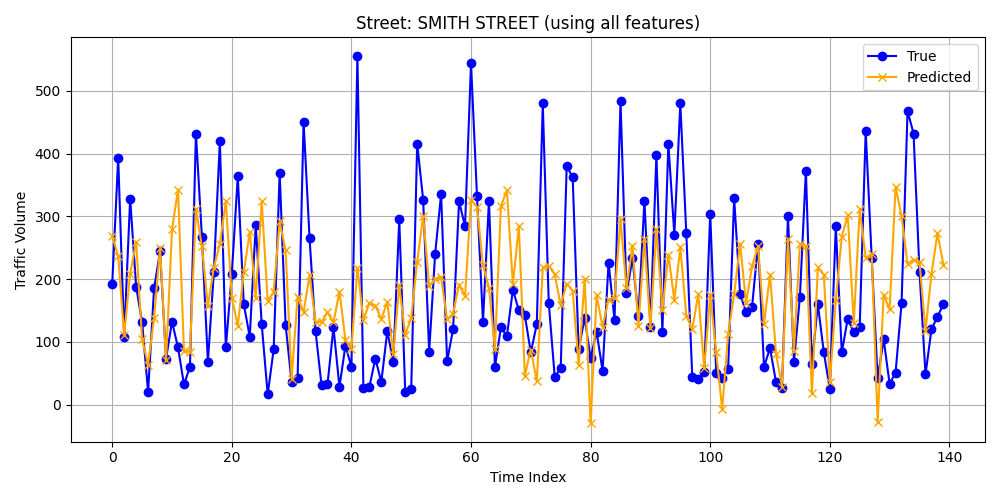 Street: SMITH STREET (using all features)
True
Predicted
Traffic Volume
500
400
300
200
100
0
0 20 40 60 80 100 120 140
Time Index